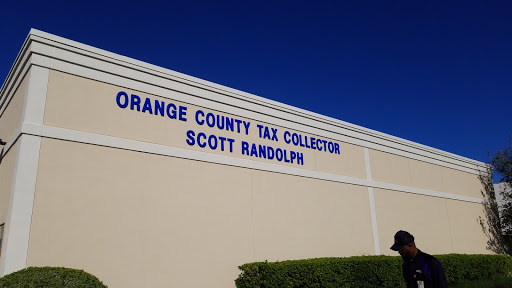 ORANGE COUNTY TAX COLLECTOR
SCOTT RANDOLPH